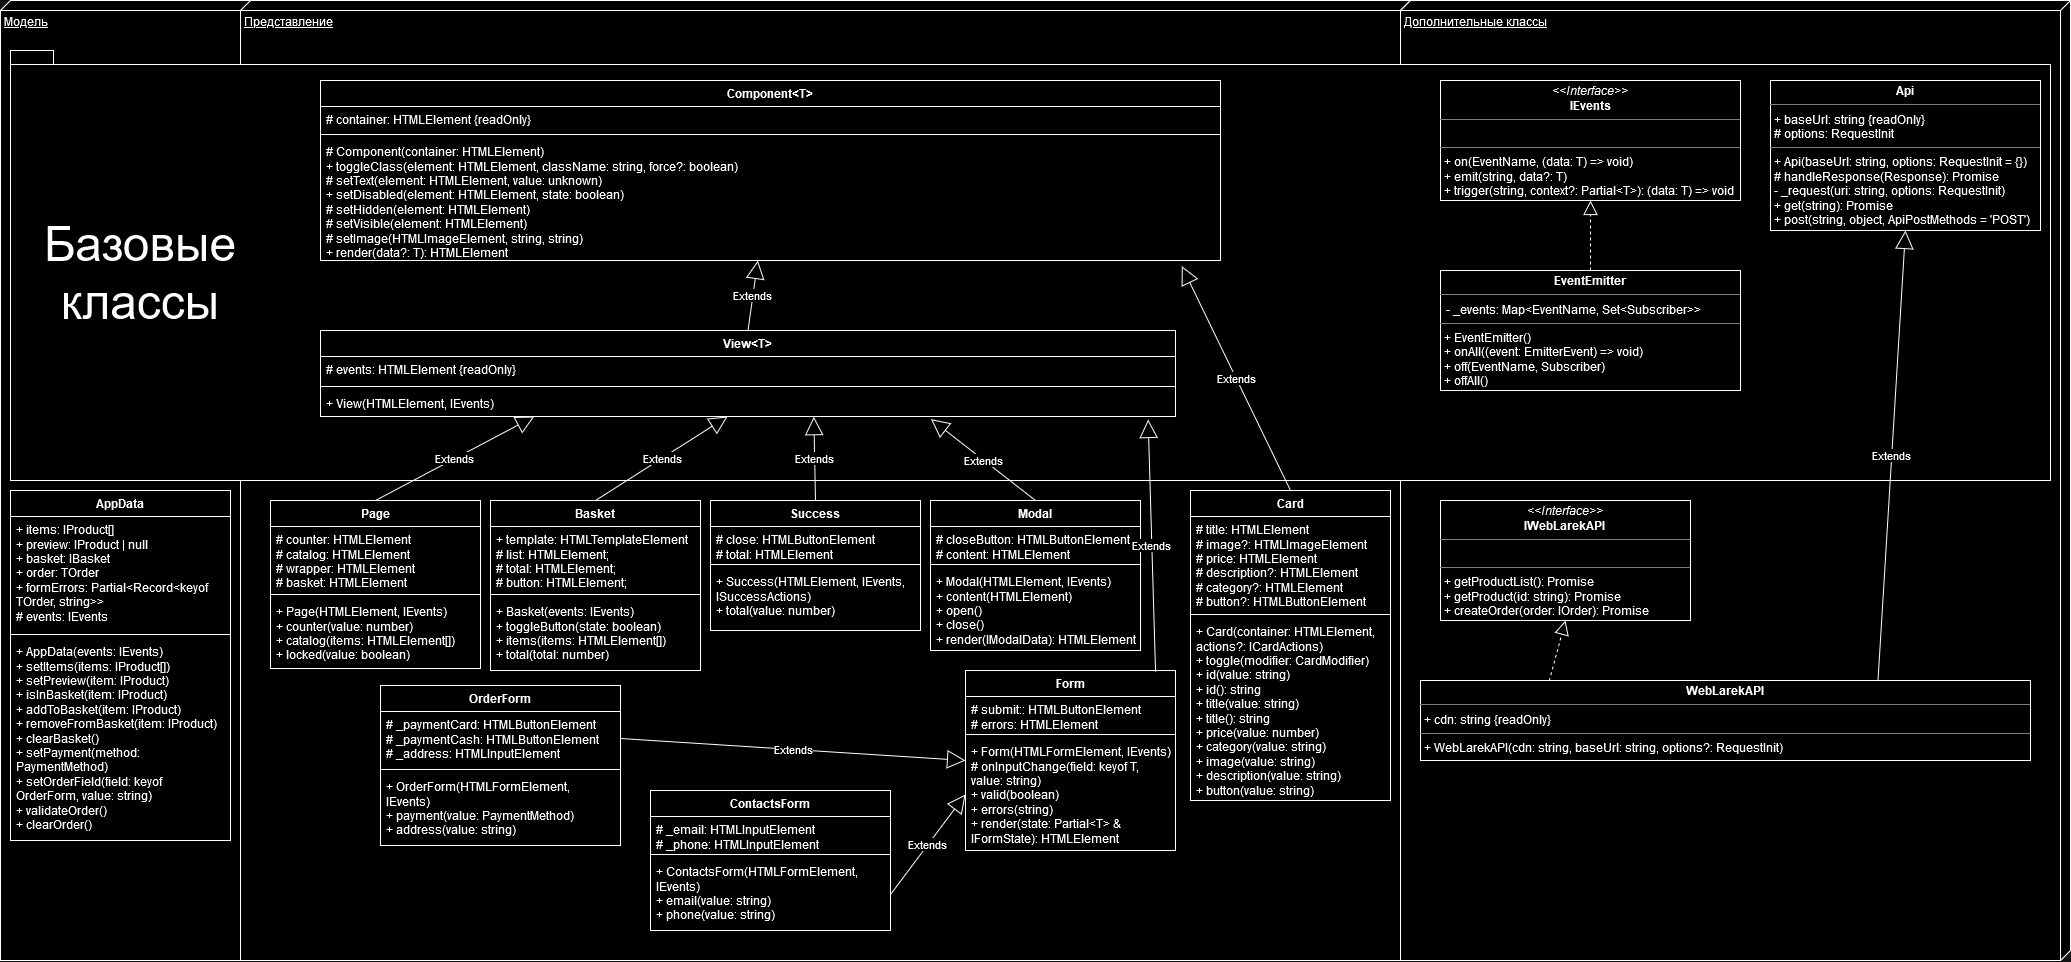 Модель
Представление
Дополнительные классы
Базовые
классы
Component<T>
# container: HTMLElement {readOnly}
# Component(container: HTMLElement)
+ toggleClass(element: HTMLElement, className: string, force?: boolean)
# setText(element: HTMLElement, value: unknown)
+ setDisabled(element: HTMLElement, state: boolean)
# setHidden(element: HTMLElement)
# setVisible(element: HTMLElement)
# setImage(HTMLImageElement, string, string)
+ render(data?: T): HTMLElement
Extends
View<T>
# events: HTMLElement {readOnly}
+ View(HTMLElement, IEvents)
Extends
Extends
Extends
Extends
Extends
Extends
<<Interface>>
IEvents
+ on(EventName, (data: T) => void)
+ emit(string, data?: T)
+ trigger(string, context?: Partial<T>): (data: T) => void
EventEmitter
- _events: Map<EventName, Set<Subscriber>>
+ EventEmitter()
+ onAll((event: EmitterEvent) => void)
+ off(EventName, Subscriber)
+ offAll()
Api
+ baseUrl: string {readOnly}
# options: RequestInit
+ Api(baseUrl: string, options: RequestInit = {})
# handleResponse(Response): Promise
- _request(uri: string, options: RequestInit)
+ get(string): Promise
+ post(string, object, ApiPostMethods = 'POST')
Extends
AppData
+ items: IProduct[]
+ preview: IProduct | null
+ basket: IBasket
+ order: TOrder
+ formErrors: Partial<Record<keyof
TOrder, string>>
# events: IEvents
+ AppData(events: IEvents)
+ setItems(items: IProduct[])
+ setPreview(item: IProduct)
+ isInBasket(item: IProduct)
+ addToBasket(item: IProduct)
+ removeFromBasket(item: IProduct)
+ clearBasket()
+ setPayment(method:
PaymentMethod)
+ setOrderField(field: keyof
OrderForm, value: string)
+ validateOrder()
+ clearOrder()
Page
# counter: HTMLElement
# catalog: HTMLElement
# wrapper: HTMLElement
# basket: HTMLElement
+ Page(HTMLElement, IEvents)
+ counter(value: number)
+ catalog(items: HTMLElement[])
+ locked(value: boolean)
Basket
+ template: HTMLTemplateElement
# list: HTMLElement;
# total: HTMLElement;
# button: HTMLElement;
+ Basket(events: IEvents)
+ toggleButton(state: boolean)
+ items(items: HTMLElement[])
+ total(total: number)
Success
# close: HTMLButtonElement
# total: HTMLElement
+ Success(HTMLElement, IEvents,
ISuccessActions)
+ total(value: number)
Modal
# closeButton: HTMLButtonElement
# content: HTMLElement
+ Modal(HTMLElement, IEvents)
+ content(HTMLElement)
+ open()
+ close()
+ render(IModalData): HTMLElement
Card
# title: HTMLElement
# image?: HTMLImageElement
# price: HTMLElement
# description?: HTMLElement
# category?: HTMLElement
# button?: HTMLButtonElement
+ Card(container: HTMLElement,
actions?: ICardActions)
+ toggle(modifier: CardModifier)
+ id(value: string)
+ id(): string
+ title(value: string)
+ title(): string
+ price(value: number)
+ category(value: string)
+ image(value: string)
+ description(value: string)
+ button(value: string)
OrderForm
# _paymentCard: HTMLButtonElement
# _paymentCash: HTMLButtonElement
# _address: HTMLInputElement
+ OrderForm(HTMLFormElement,
IEvents)
+ payment(value: PaymentMethod)
+ address(value: string)
Extends
ContactsForm
# _email: HTMLInputElement
# _phone: HTMLInputElement
+ ContactsForm(HTMLFormElement,
IEvents)
+ email(value: string)
+ phone(value: string)
Extends
Form
# submit:: HTMLButtonElement
# errors: HTMLElement
+ Form(HTMLFormElement, IEvents)
# onInputChange(field: keyof T,
value: string)
+ valid(boolean)
+ errors(string)
+ render(state: Partial<T> &
IFormState): HTMLElement
<<Interface>>
IWebLarekAPI
+ getProductList(): Promise
+ getProduct(id: string): Promise
+ createOrder(order: IOrder): Promise
WebLarekAPI
+ cdn: string {readOnly}
+ WebLarekAPI(cdn: string, baseUrl: string, options?: RequestInit)